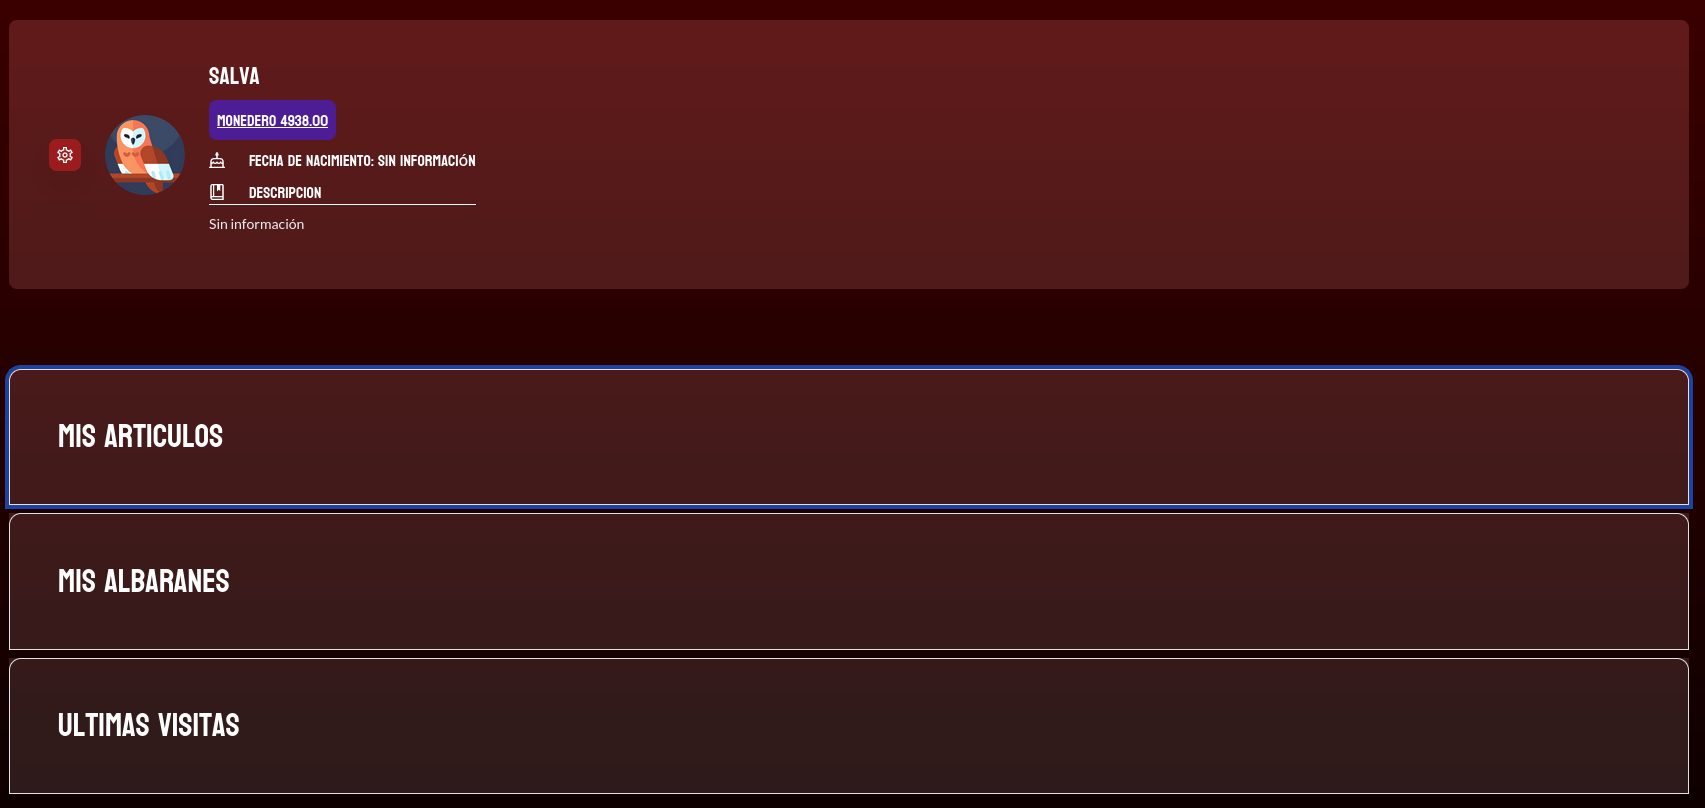 SALVA
MONEDERO 4938.00
FECHA DE NACIMIENTO: SIN INFORMACIÓN
DESCRIPCION
Sin información
MIS ARTICULOS
MIS ALBARANES
ULTIMAS VISITAS